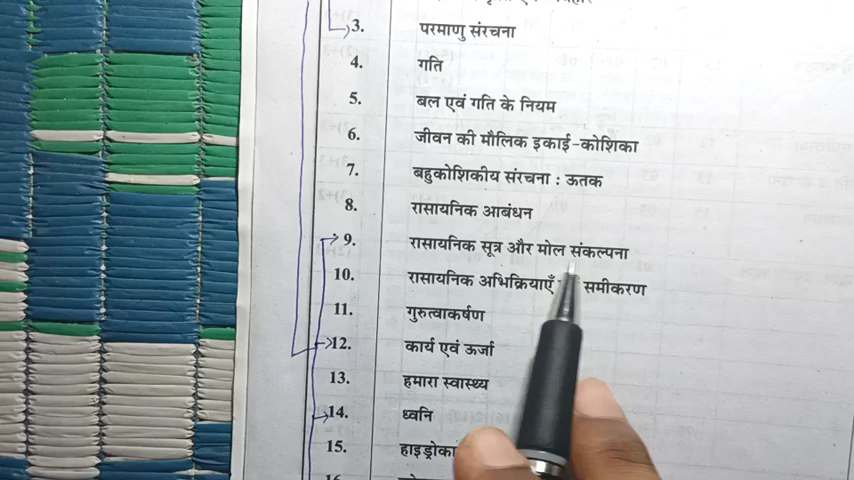 3. परमाणु संरचना
4. गति
5. बल एवं गति के नियम
6. जीवन की मौलिक इकाई-कोशिका
7. बहुकोशिकीय संरचना : ऊतक
8. रासायनिक आबंधन
9. रासायनिक सूत्र और मोल संकल्पना
10. रासायनिक अभिक्रियाएँ समीकरण
11. गुरुत्वाकर्षण
12. कार्य एवं ऊर्जा
13. हमारा स्वास्थ्य
14. ध्वनि
15.